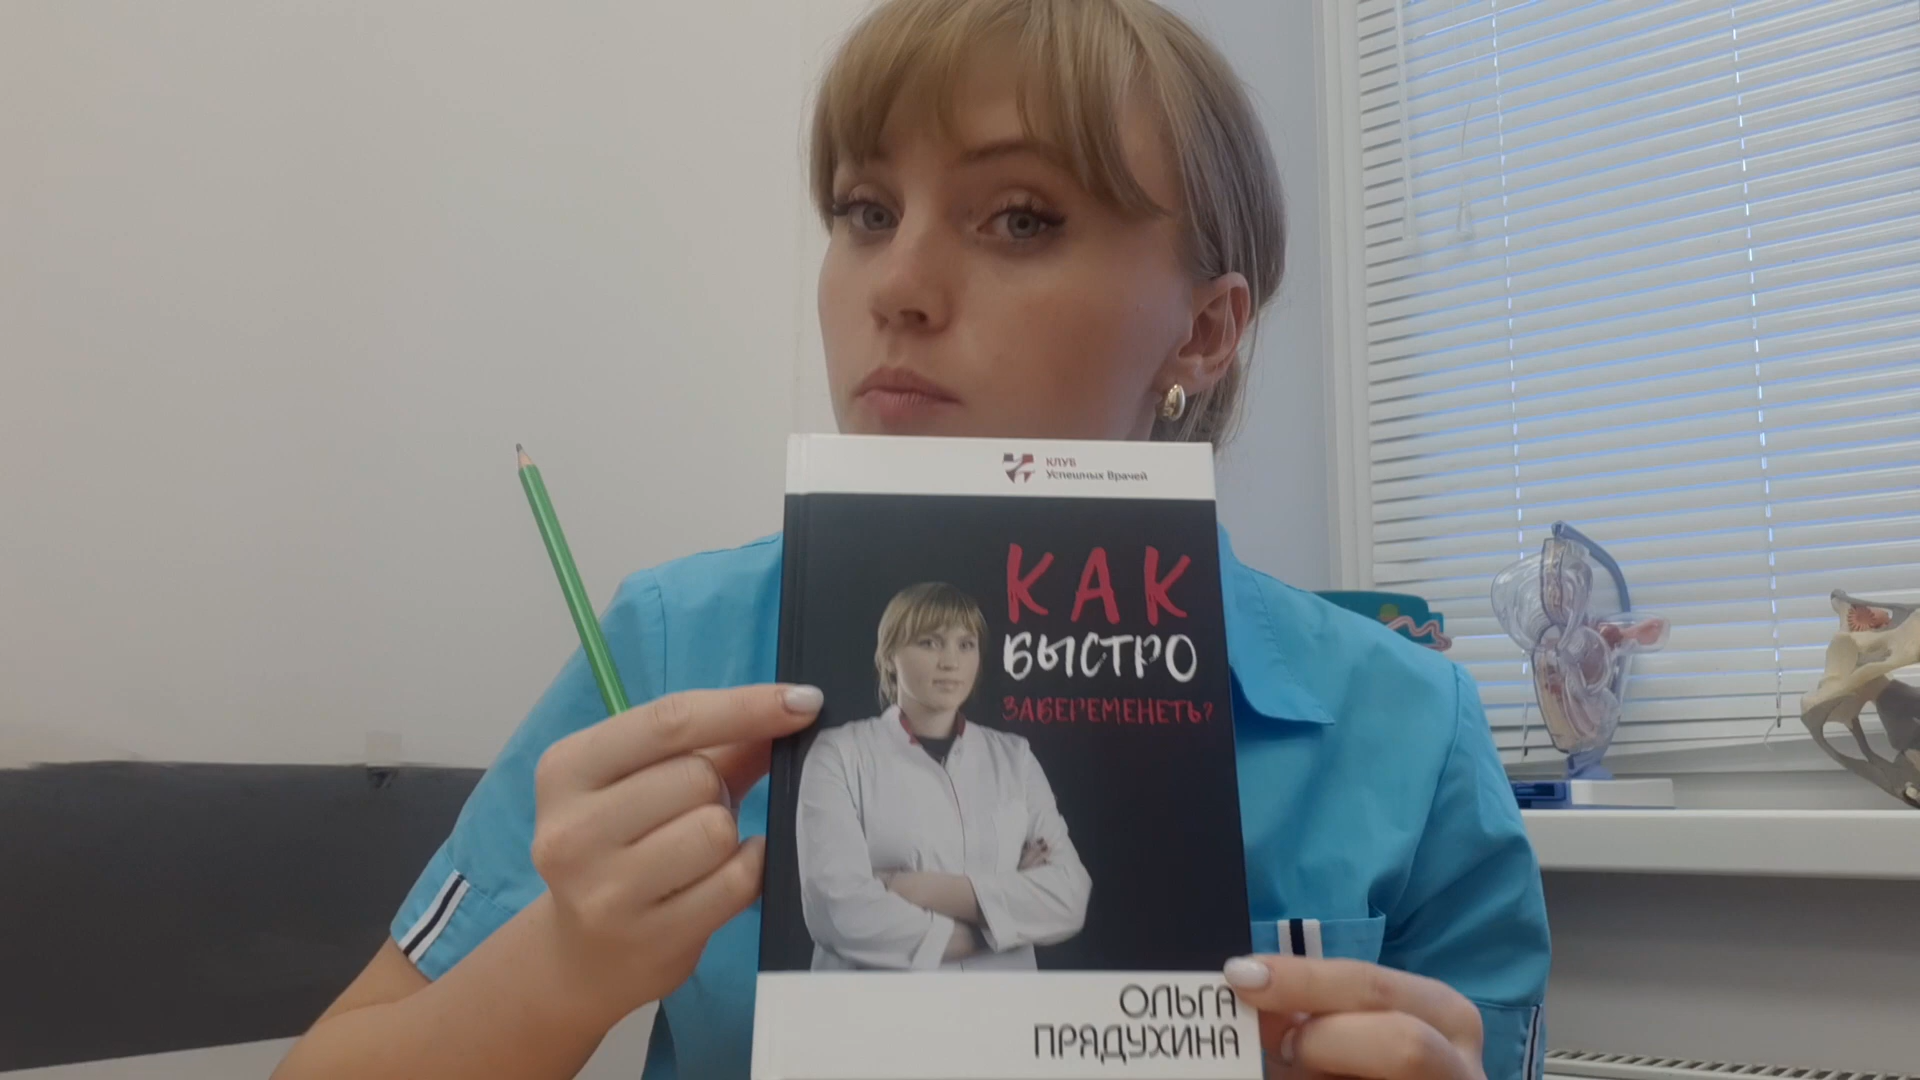 КЛУБ
Успешных Врачей
КАК
БЫСТРО
ЗАБЕРЕМЕНЕТЬ?
ОЛЬГА
ПРЯДУХИНА